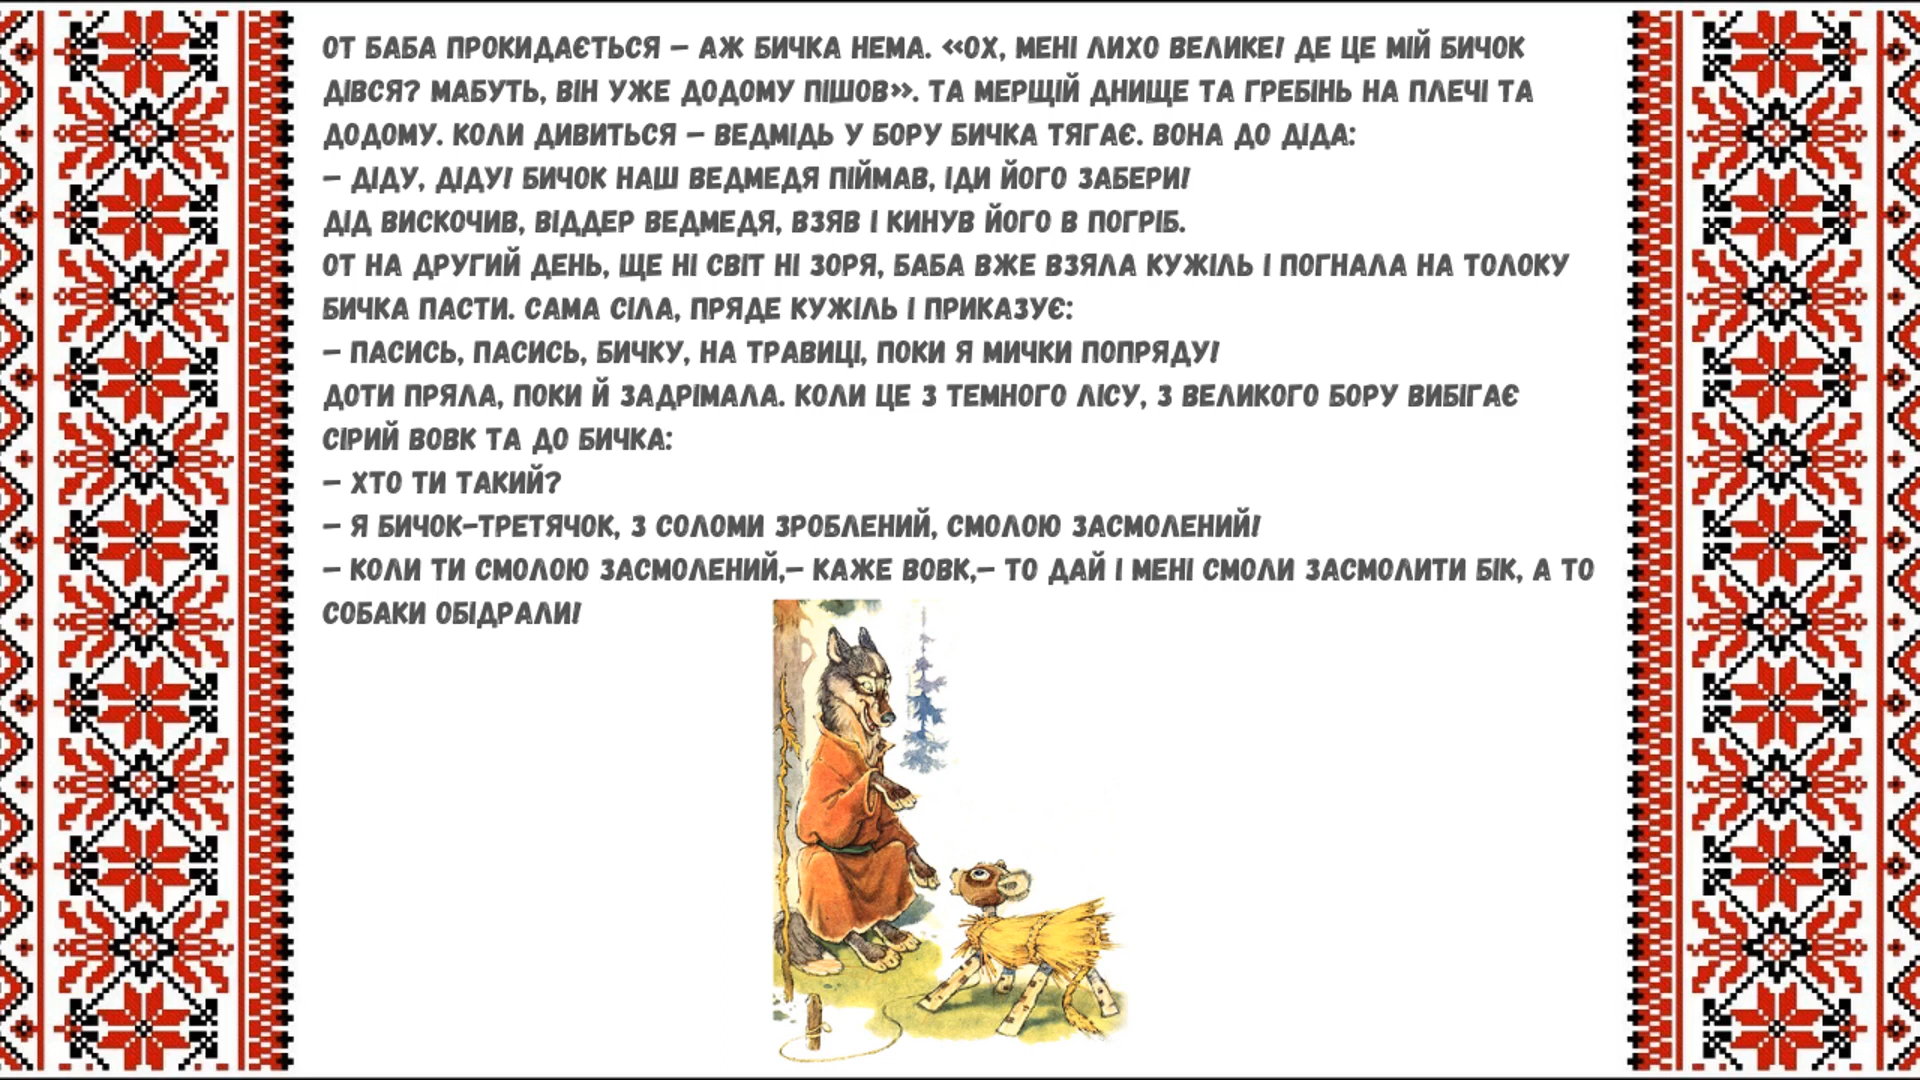 ОТ БАБА ПРОКИДАЄТЬСЯ – АЖ БИЧКА НЕМА. «ОХ, МЕНІ ЛИХО ВЕЛИКЕ! ДЕ ЦЕ МІЙ БИЧОК
ДІВСЯ? МАБУТЬ, ВІН УЖЕ ДОДОМУ ПІШОВ». ТА МЕРЩІЙ ДНИЩЕ ТА ГРЕБІНЬ НА ПЛЕЧІ ТА
ДОДОМУ. КОЛИ ДИВИТЬСЯ – ВЕДМІДЬ У БОРУ БИЧКА ТЯГАЄ. ВОНА ДО ДІДА:
– ДІДУ, ДІДУ! БИЧОК НАШ ВЕДМЕДЯ ПІЙМАВ, ІДИ ЙОГО ЗАБЕРИ!
ДІД ВИСКОЧИВ, ВІДДЕР ВЕДМЕДЯ, ВЗЯВ І КИНУВ ЙОГО В ПОГРІБ.
ОТ НА ДРУГИЙ ДЕНЬ, ЩЕ НІ СВІТ НІ ЗОРЯ, БАБА ВЖЕ ВЗЯЛА КУЖІЛЬ І ПОГНАЛА НА ТОЛОКУ
БИЧКА ПАСТИ. САМА СІЛА, ПРЯДЕ КУЖІЛЬ І ПРИКАЗУЄ:
– ПАСИСЬ, ПАСИСЬ, БИЧКУ, НА ТРАВИЦІ, ПОКИ Я МИЧКИ ПОПРЯДУ!
ДОТИ ПРЯЛА, ПОКИ Й ЗАДРІМАЛА. КОЛИ ЦЕ З ТЕМНОГО ЛІСУ, З ВЕЛИКОГО БОРУ ВИБІГАЄ
СІРИЙ ВОВК ТА ДО БИЧКА:
– ХТО ТИ ТАКИЙ?
– Я БИЧОК-ТРЕТЯЧОК, З СОЛОМИ ЗРОБЛЕНИЙ, СМОЛОЮ ЗАСМОЛЕНИЙ!
– КОЛИ ТИ СМОЛОЮ ЗАСМОЛЕНИЙ,– КАЖЕ ВОВК,– ТО ДАЙ І МЕНІ СМОЛИ ЗАСМОЛИТИ БІК, А ТО
СОБАКИ ОБІДРАЛИ!